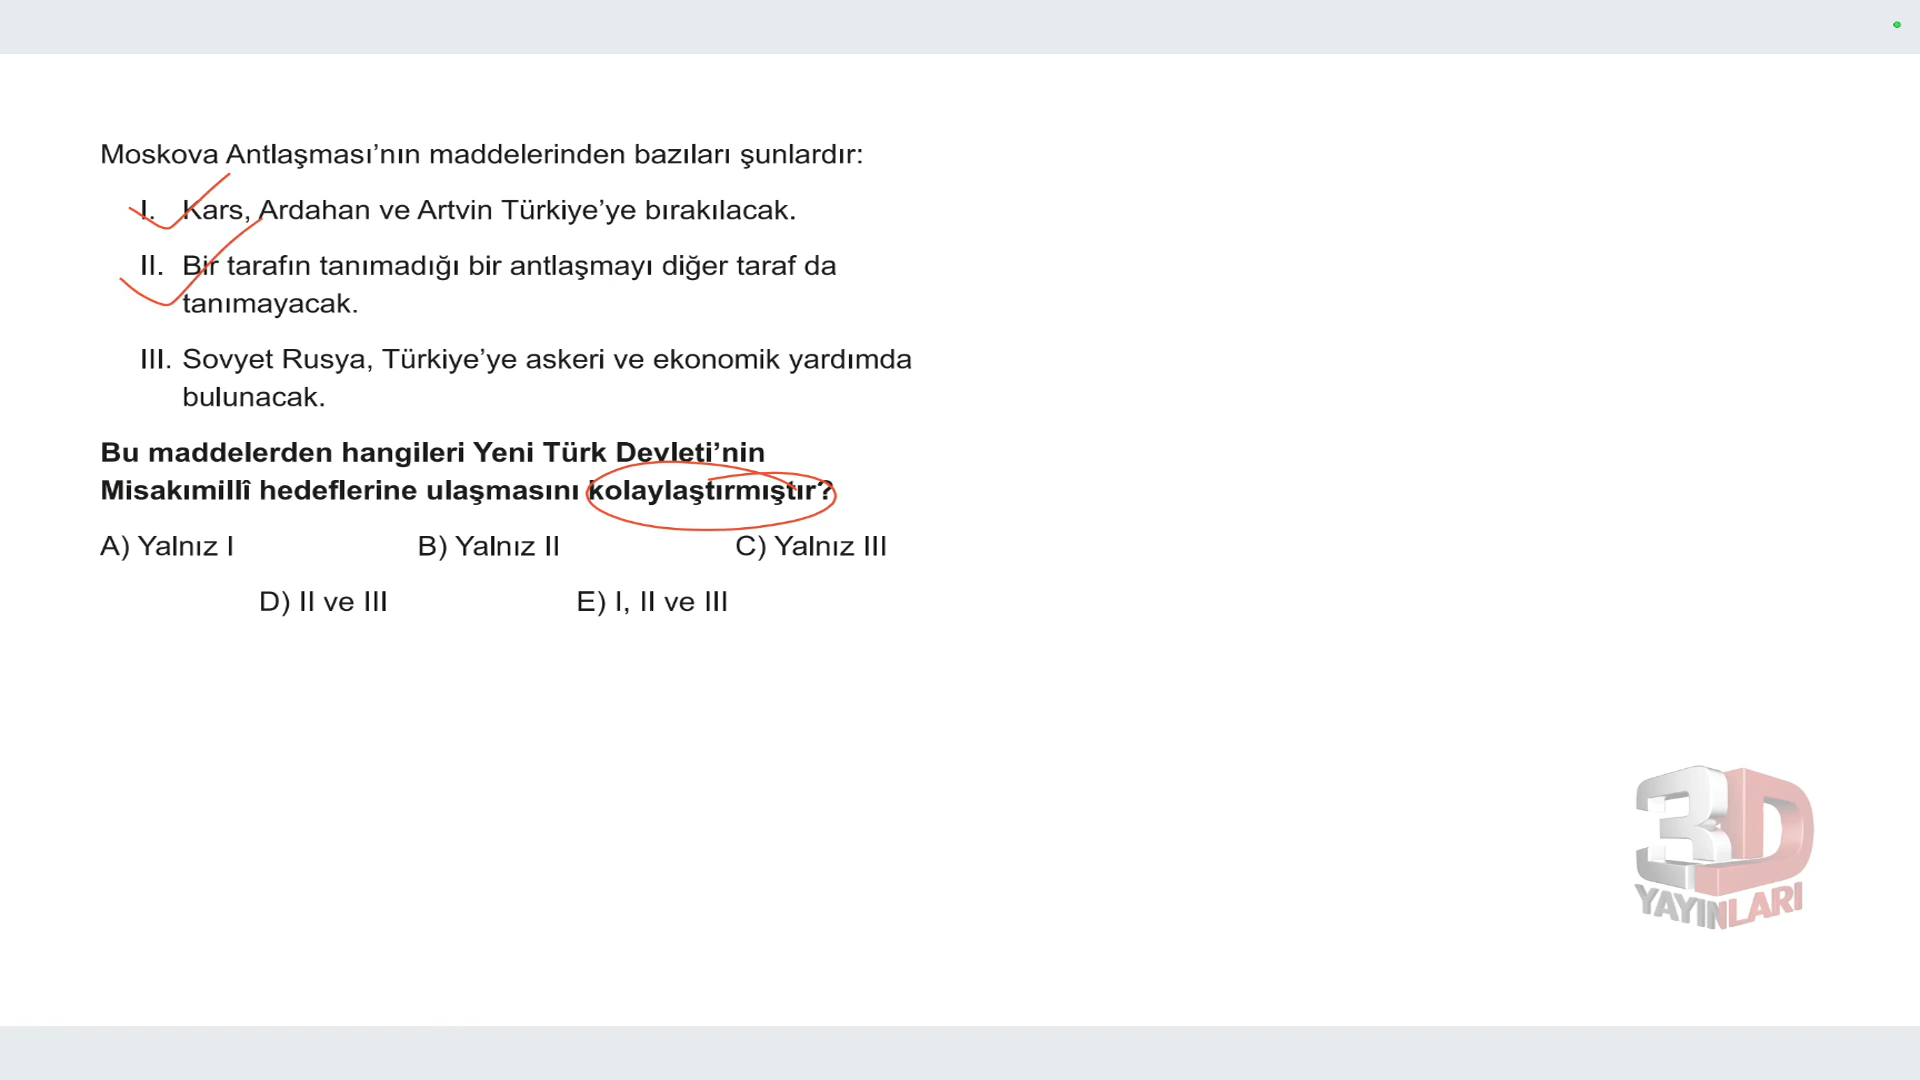 Moskova Antlaşması’nın maddelerinden bazıları şunlardır:
I. Kars, Ardahan ve Artvin Türkiye’ye bırakılacak.
II. Bir tarafın tanımadığı bir antlaşmayı diğer taraf da
tanımayacak.
III. Sovyet Rusya, Türkiye’ye askeri ve ekonomik yardımda
bulunacak.
Bu maddelerden hangileri Yeni Türk Devleti’nin
Misakımillî hedeflerine ulaşmasını kolaylaştırmıştır?
A) Yalnız I B) Yalnız II C) Yalnız III
D) II ve III E) I, II ve III
3D
YAYINLARI